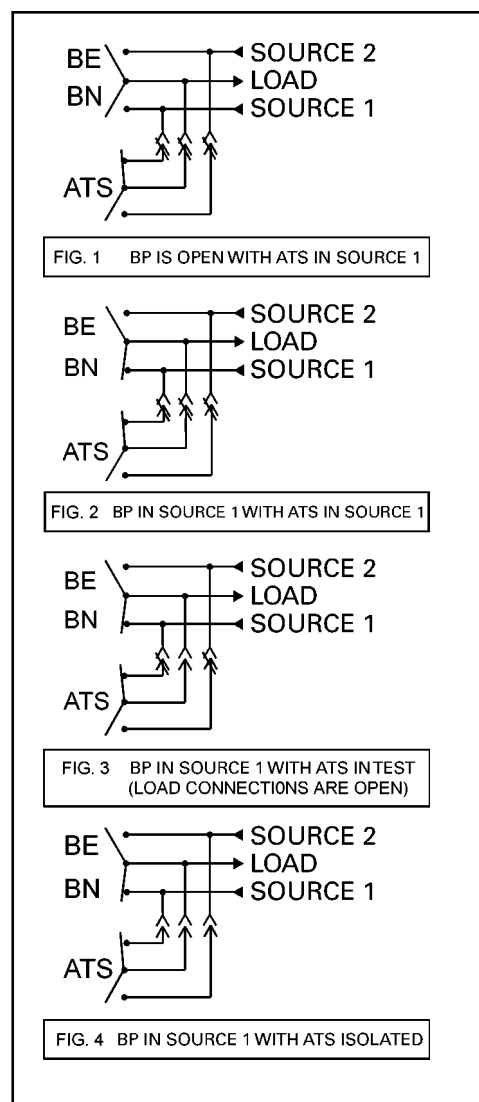 BE
SOURCE 2
LOAD
BN
SOURCE 1
ATS
FIG. 1 BP IS OPEN WITH ATS IN SOURCE 1
BE
SOURCE 2
LOAD
BN
SOURCE 1
ATS
FIG. 2 BP IN SOURCE 1 WITH ATS IN SOURCE 1
BE
SOURCE 2
LOAD
BN
SOURCE 1
ATS
FIG. 3 BP IN SOURCE 1 WITH ATS IN TEST
(LOAD CONNECTIONS ARE OPEN)
BE
SOURCE 2
LOAD
BN
SOURCE 1
ATS
FIG. 4 BP IN SOURCE 1 WITH ATS ISOLATED